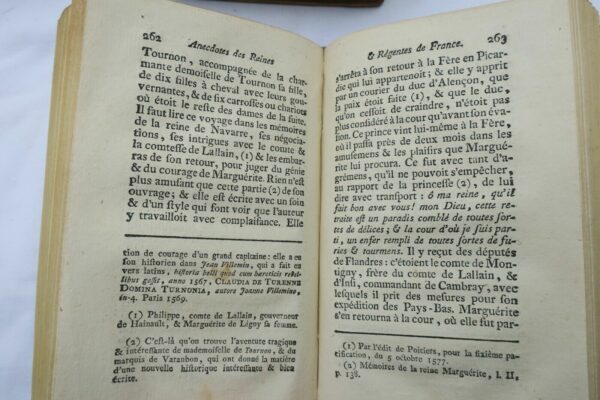 262 Anecdotes des Reines
Tournon, accompagnée de la char-
mante demoiselle de Tournon sa fille,
de dix filles à cheval avec leurs gou-
vernantes, & de six carrosses ou chariots
où étoit le reste des dames de sa suite.
Il faut lire ce voyage dans les mémoires
de la reine de Navarre, ses négocia-
tions, ses intrigues avec le comte &
la comtesse de Lallain, (1) & les embar-
ras de son retour, pour juger du génie
& du courage de Marguérite. Rien n'est
plus amusant que cette partie (2) de son
ouvrage; & elle est écrite avec un soin
& d'un style qui font voir que l'auteur
y travailloit avec complaisance. Elle
tition de courage d'un grand capitaine: elle a eu
son historien dans Jean Villemin, qui a fait en
vers latins, historia belli quod cum hæreticis rebel-
libus gessit, anno 1567, CLAUDIA DE TURENNE
DOMINA TURNONIA, autore Joanne Villemino,
in-4. Paris 1569.
(1) Philippe, comte de Lallain, gouverneur
de Hainault, & Marguérite de Légny sa femme.
(2) C'est-là qu'on trouve l'aventure tragique
& intéressante de mademoiselle de Tournon, & du
marquis de Varanbon, qui ont donné la matière
d'une nouvelle historique intéressante & bien
écrite.
& Régentes de France. 263
s'arrêta à son retour à la Fère en Picar-
die qui lui appartenoit; & elle y apprit
par un courier du duc d'Alençon, que
la paix étoit faite (1), & que le duc,
qu'on cessoit de craindre, n'étoit pas
plus considéré à la cour qu'avant son éva-
sion. Ce prince vint lui-même à la Fère,
où il passa près de deux mois dans les
amusemens & les plaisirs que Margué-
rite lui procura. Ce fut avec tant d'a-
grémens, qu'il ne pouvoit s'empêcher,
au rapport de la princesse (2), de lui
dire avec transport: ô ma reine, qu'il
fait bon avec vous! mon Dieu, cette re-
traite est un paradis comblé de toutes sor-
tes de délices; & la cour d'où je suis par-
ti, un enfer rempli de toutes sortes de fu-
ries & tourmens. Il y reçut des députés
de Flandres: c'étoient le comte de Mon-
tigny, frère du comte de Lallain, &
d'Insi, commandant de Cambray, avec
lesquels il prit des mesures pour son
expédition des Pays-Bas. Marguérite
s'en retourna à la cour, où elle fut par-
(1) Par l'édit de Poitiers, pour la sixième pa-
cification, du 5 octobre 1577.
(2) Mémoires de la reine Marguérite, l. II,
p. 138.